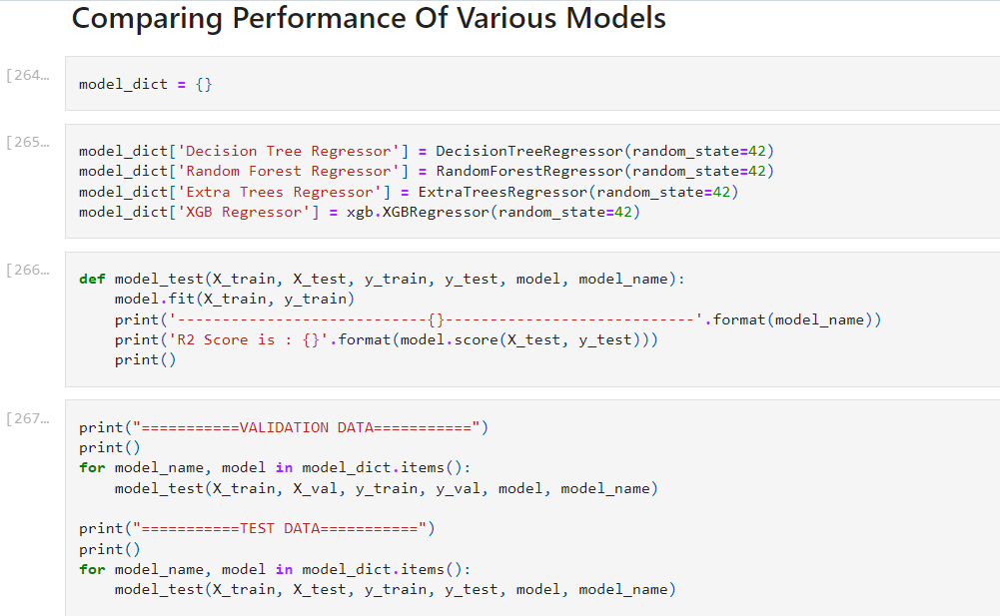 Comparing Performance Of Various Models
[264…
model_dict = {}
[265…
model_dict['Decision Tree Regressor'] = DecisionTreeRegressor(random_state=42)
model_dict['Random Forest Regressor'] = RandomForestRegressor(random_state=42)
model_dict['Extra Trees Regressor'] = ExtraTreesRegressor(random_state=42)
model_dict['XGB Regressor'] = xgb.XGBRegressor(random_state=42)
[266…
def model_test(X_train, X_test, y_train, y_test, model, model_name):
    model.fit(X_train, y_train)
    print('----------------------------{}----------------------------'.format(model_name))
    print('R2 Score is : {}'.format(model.score(X_test, y_test)))
    print()
[267…
print("===========VALIDATION DATA===========")
print()
for model_name, model in model_dict.items():
    model_test(X_train, X_val, y_train, y_val, model, model_name)
print("===========TEST DATA===========")
print()
for model_name, model in model_dict.items():
    model_test(X_train, X_test, y_train, y_test, model, model_name)